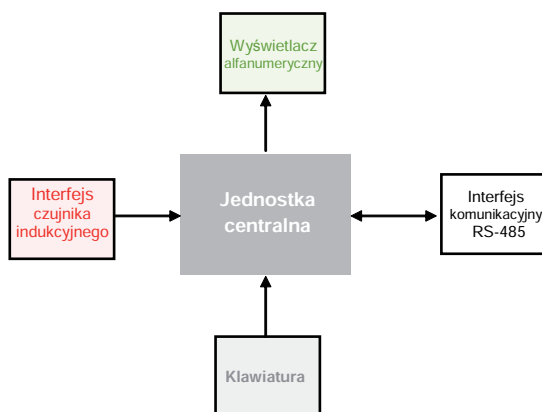 Wyświetlacz
alfanumeryczny
Interfejs
czujnika
indukcyjnego
Jednostka
centralna
Interfejs
komunikacyjny
RS-485
Klawiatura